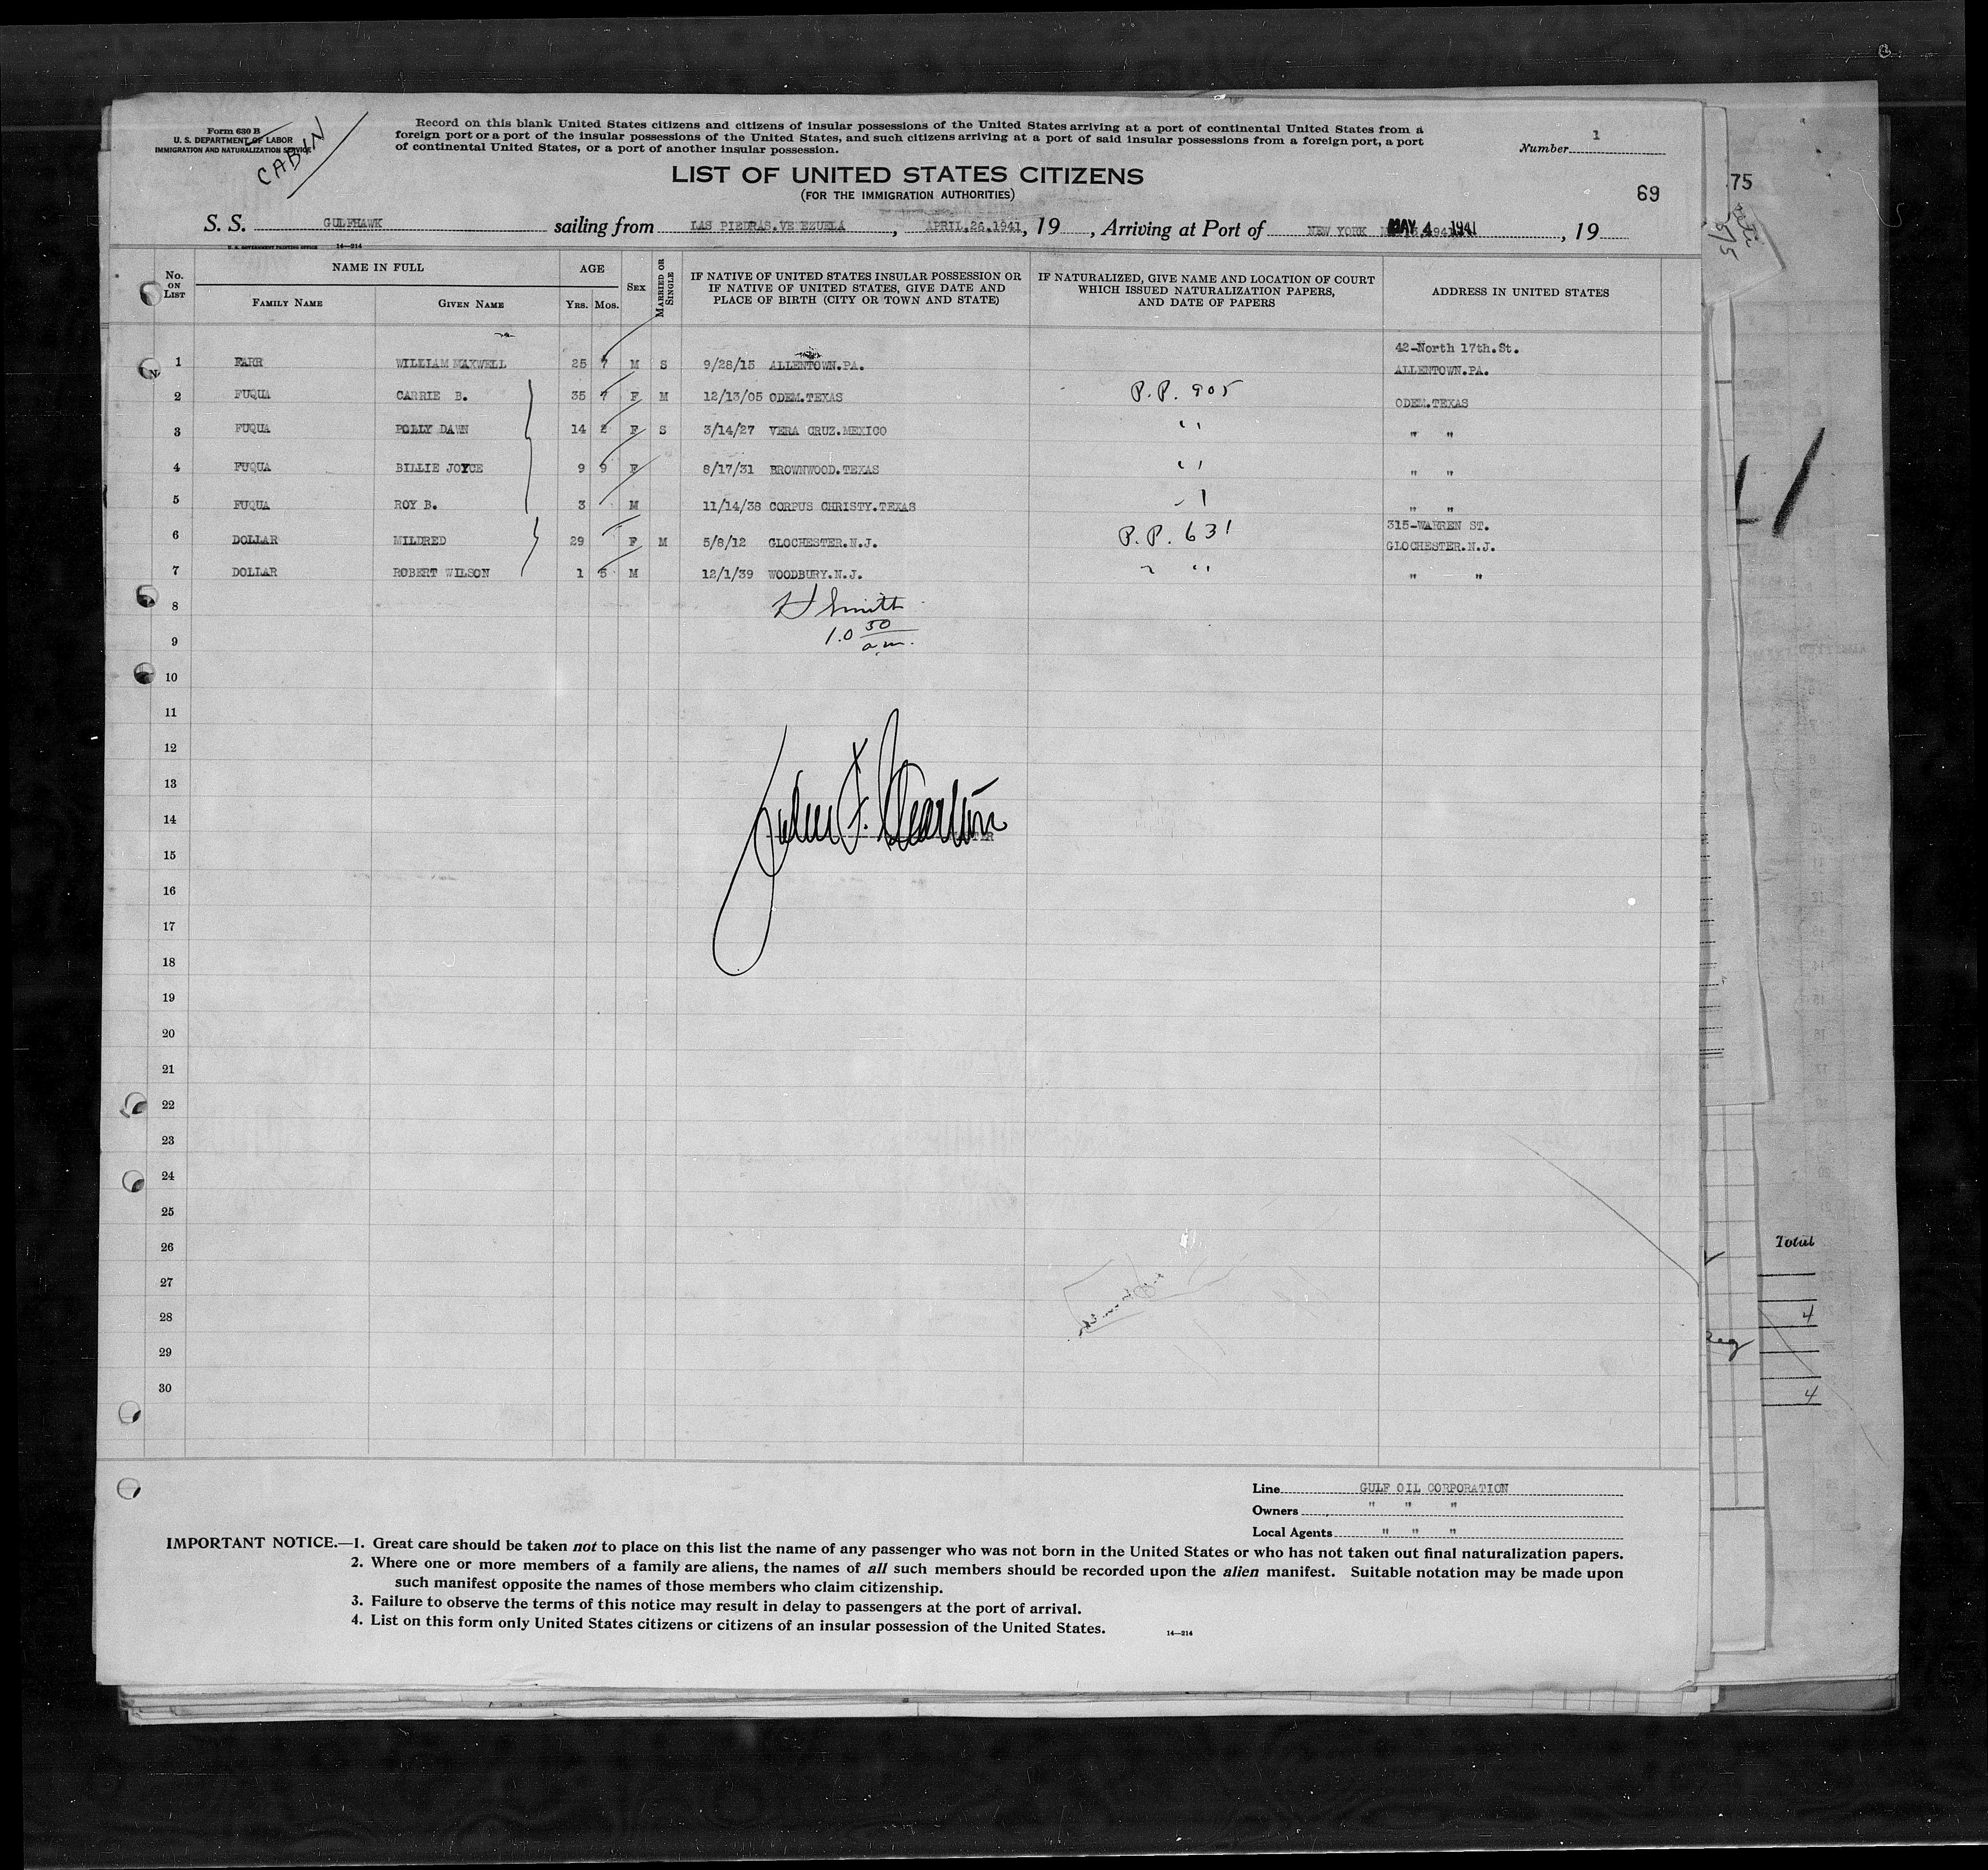 Form 630 B
U. S. DEPARTMENT OF LABOR
IMMIGRATION AND NATURALIZATION SERVICE
CABIN
Record on this blank United States citizens and citizens of insular possessions of the United States arriving at a port of continental United States from a
foreign port or a port of the insular possessions of the United States, and such citizens arriving at a port of said insular possessions from a foreign port, a port
of continental United States, or a port of another insular possession.
Number 1
LIST OF UNITED STATES CITIZENS
(FOR THE IMMIGRATION AUTHORITIES)
69
75
S. S. GULFHAWK sailing from LAS PIEDRAS.VENEZUELA, APRIL.26.1941, 19 , Arriving at Port of NEW YORK MAY 4 1941, 19
U. S. GOVERNMENT PRINTING OFFICE 14—214
No. ON LIST NAME IN FULL AGE SEX MARRIED OR SINGLE IF NATIVE OF UNITED STATES INSULAR POSSESSION OR IF NATIVE OF UNITED STATES, GIVE DATE AND PLACE OF BIRTH (CITY OR TOWN AND STATE) IF NATURALIZED, GIVE NAME AND LOCATION OF COURT WHICH ISSUED NATURALIZATION PAPERS, AND DATE OF PAPERS ADDRESS IN UNITED STATES
FAMILY NAME GIVEN NAME YRS. MOS.
42-North 17th.St.
1 FARR WILLIAM MAXWELL 25 7 M S 9/28/15 ALLENTOWN.PA. ALLENTOWN.PA.
2 FUQUA CARRIE B. 35 7 F M 12/13/05 ODEM.TEXAS P.P. 905 ODEM.TEXAS
3 FUQUA POLLY DAWN 14 2 F S 3/14/27 VERA CRUZ.MEXICO " " "
4 FUQUA BILLIE JOYCE 9 9 F 8/17/31 BROWNWOOD.TEXAS " " "
5 FUQUA ROY B. 3 M 11/14/38 CORPUS CHRISTY.TEXAS " " "
315-WARREN ST.
6 DOLLAR MILDRED 29 F M 5/8/12 GLOCHESTER.N.J. P.P. 631 GLOCHESTER.N.J.
7 DOLLAR ROBERT WILSON 1 5 M 12/1/39 WOODBURY.N.J. " " " "
8 H Smith
9 10 30 a.m.
10
11
12
13
14
MASTER
15
16
17
18
19
20
21
22
23
24
25
26
27
28
29
30
Total
4
4
Line GULF OIL CORPORATION
Owners " " "
Local Agents " " "
IMPORTANT NOTICE.—1. Great care should be taken not to place on this list the name of any passenger who was not born in the United States or who has not taken out final naturalization papers.
2. Where one or more members of a family are aliens, the names of all such members should be recorded upon the alien manifest. Suitable notation may be made upon
such manifest opposite the names of those members who claim citizenship.
3. Failure to observe the terms of this notice may result in delay to passengers at the port of arrival.
4. List on this form only United States citizens or citizens of an insular possession of the United States.
14—214